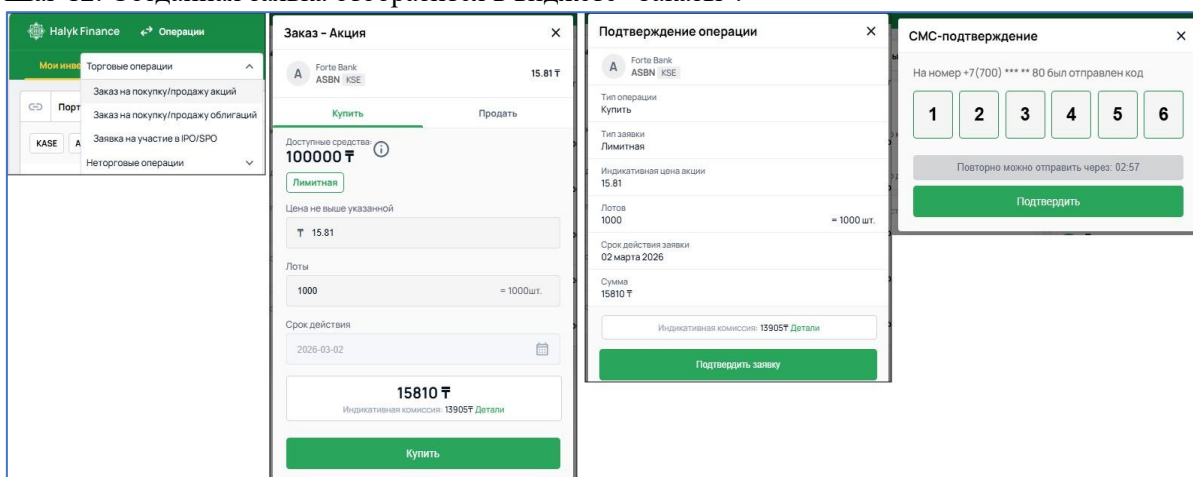 Halyk Finance Операции
Мои инве
Торговые операции
Заказ на покупку/продажу акций
Порт
Заказ на покупку/продажу облигаций
KASE A
Заявка на участие в IPO/SPO
Неторговые операции
Заказ – Акция
A
Forte Bank
ASBN KSE
15.81 ₸
Купить Продать
Доступные средства:
100000 ₸
Лимитная
Цена не выше указанной
₸ 15.81
Лоты
1000 = 1000шт.
Срок действия
2026-03-02
15810 ₸
Индикативная комиссия: 13905₸ Детали
Купить
Подтверждение операции
A
Forte Bank
ASBN KSE
Тип операции
Купить
Тип заявки
Лимитная
Индикативная цена акции
15.81
Лотов
1000 = 1000 шт.
Срок действия заявки
02 марта 2026
Сумма
15810 ₸
Индикативная комиссия: 13905₸ Детали
Подтвердить заявку
СМС-подтверждение
На номер +7(700) *** ** 80 был отправлен код
1 2 3 4 5 6
Повторно можно отправить через: 02:57
Подтвердить